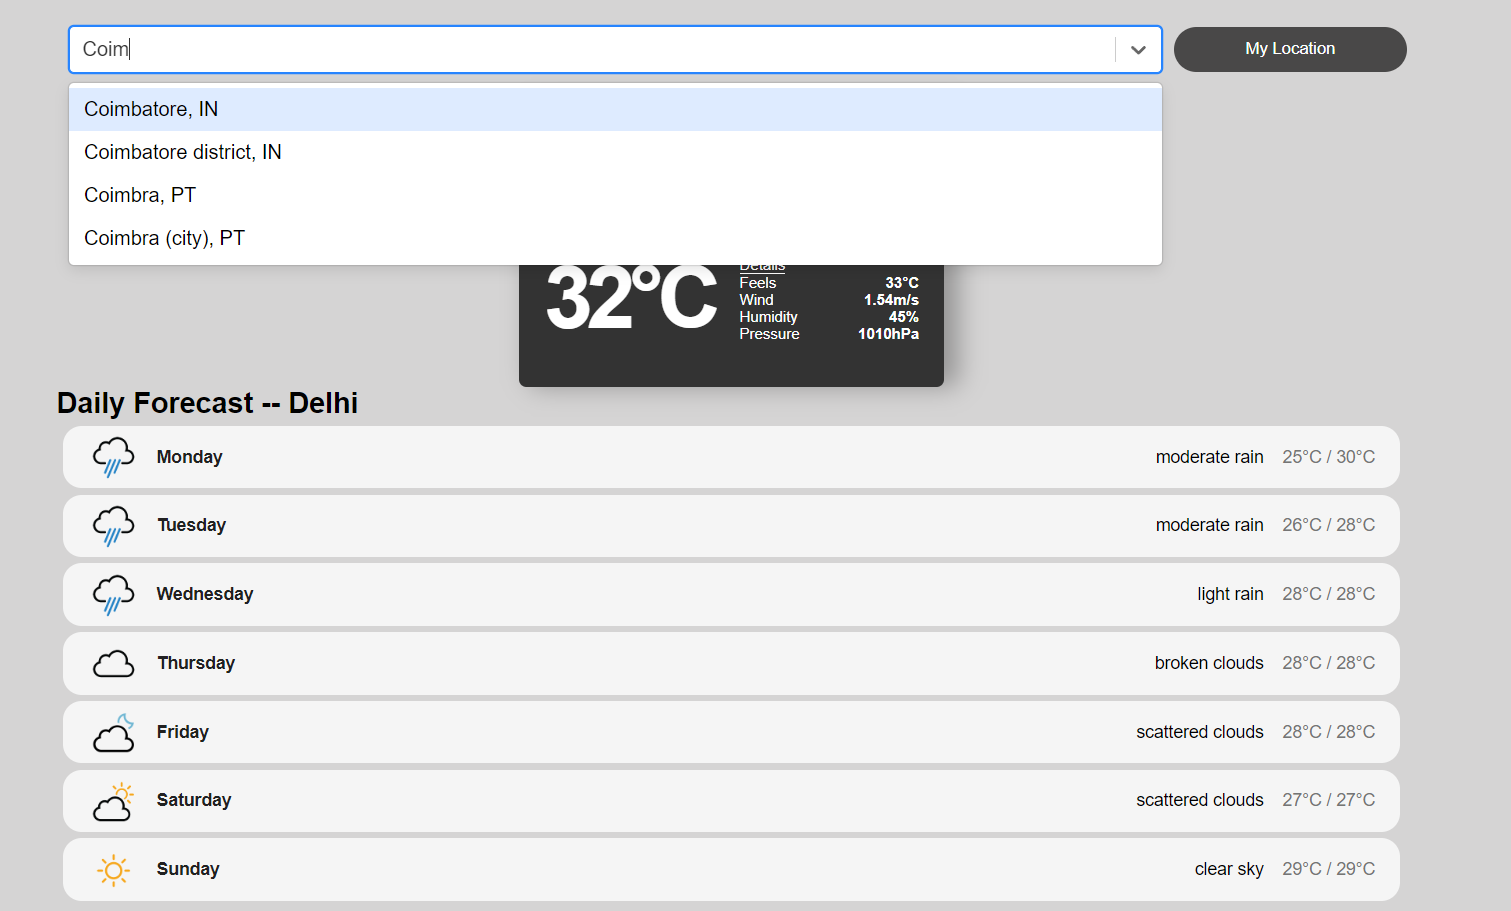 Coim
My Location
Coimbatore, IN
Coimbatore district, IN
Coimbra, PT
Coimbra (city), PT
32°C
Details
Feels 33°C
Wind 1.54m/s
Humidity 45%
Pressure 1010hPa
Daily Forecast -- Delhi
Monday moderate rain 25°C / 30°C
Tuesday moderate rain 26°C / 28°C
Wednesday light rain 28°C / 28°C
Thursday broken clouds 28°C / 28°C
Friday scattered clouds 28°C / 28°C
Saturday scattered clouds 27°C / 27°C
Sunday clear sky 29°C / 29°C